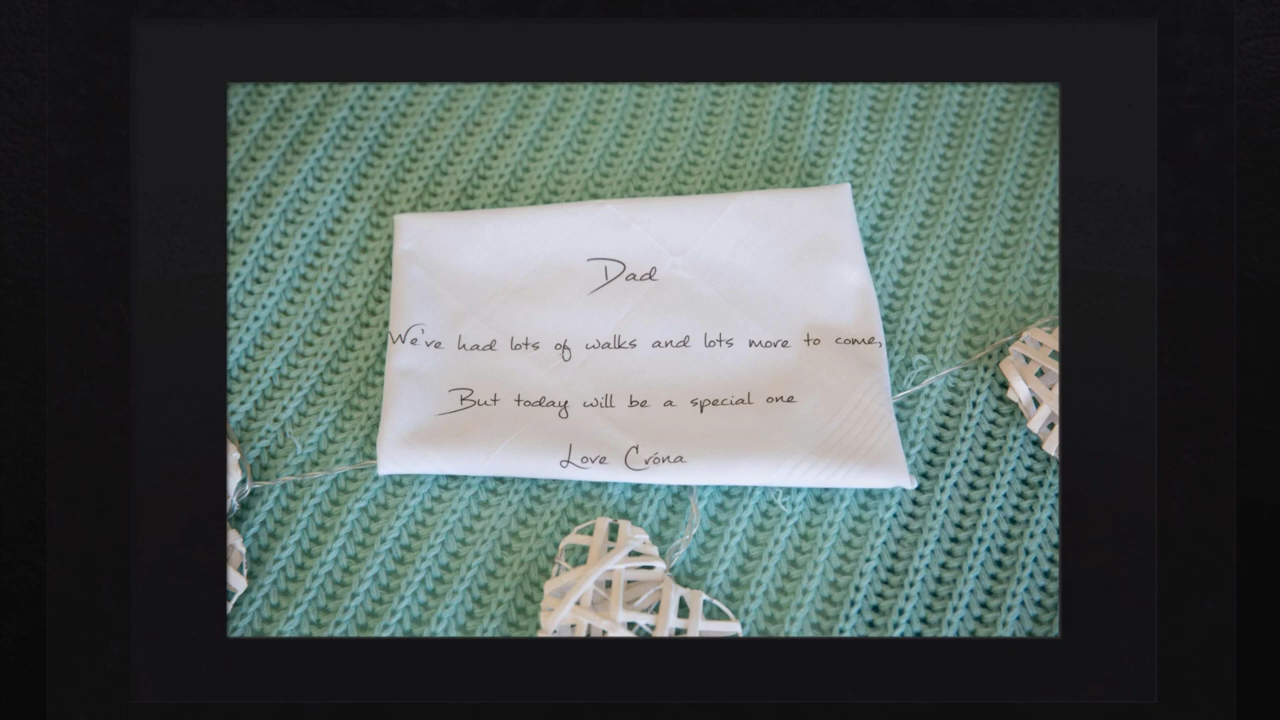 Dad
We've had lots of walks and lots more to come,
But today will be a special one
Love Cróna